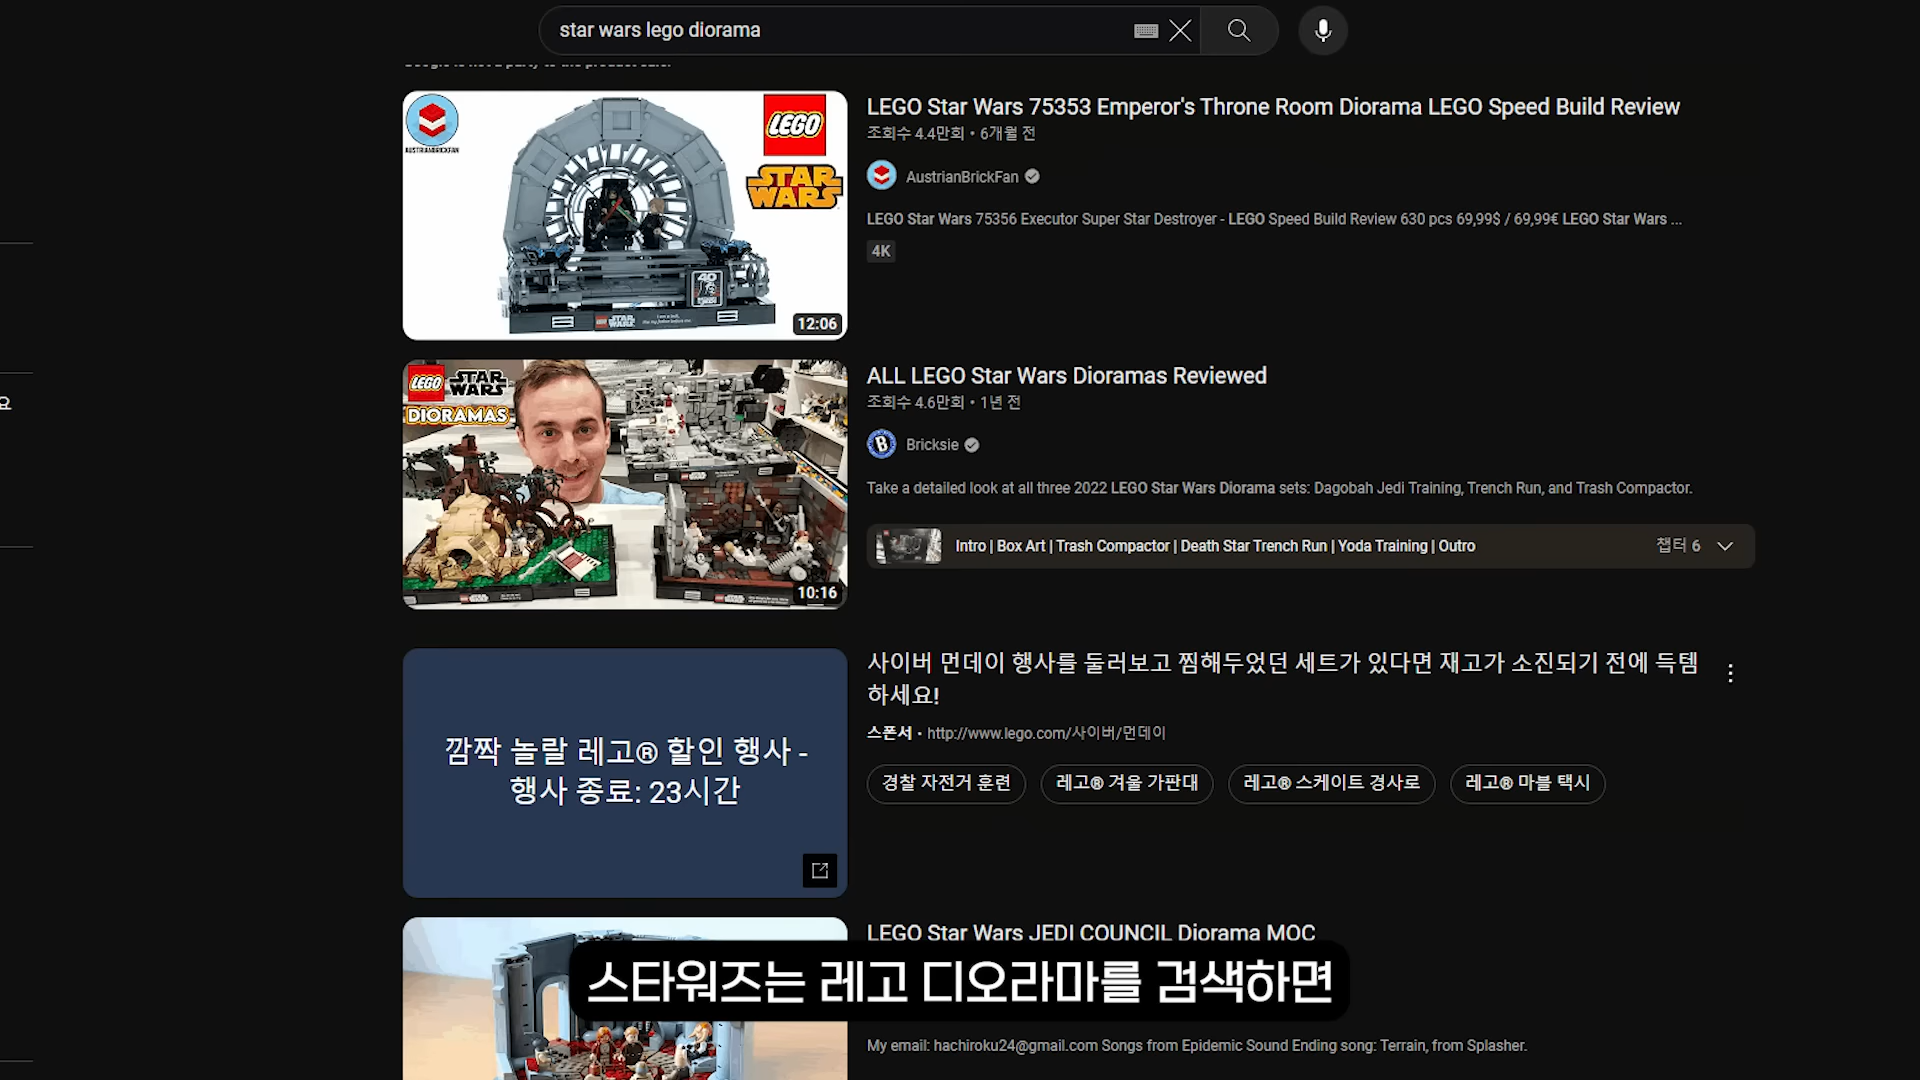 star wars lego diorama
LEGO Star Wars 75353 Emperor's Throne Room Diorama LEGO Speed Build Review
조회수 4.4만회 • 6개월 전
AUSTRIANBRICKFAN
LEGO
STAR WARS
AustrianBrickFan
LEGO Star Wars 75356 Executor Super Star Destroyer - LEGO Speed Build Review 630 pcs 69,99$ / 69,99€ LEGO Star Wars ...
4K
40
STAR WARS
12:06
ALL LEGO Star Wars Dioramas Reviewed
조회수 4.6만회 • 1년 전
LEGO STAR WARS
DIORAMAS
B
Bricksie
Take a detailed look at all three 2022 LEGO Star Wars Diorama sets: Dagobah Jedi Training, Trench Run, and Trash Compactor.
Intro | Box Art | Trash Compactor | Death Star Trench Run | Yoda Training | Outro
챕터 6
10:16
요
사이버 먼데이 행사를 둘러보고 찜해두었던 세트가 있다면 재고가 소진되기 전에 득템
하세요!
스폰서 • http://www.lego.com/사이버/먼데이
깜짝 놀랄 레고® 할인 행사 -
행사 종료: 23시간
경찰 자전거 훈련
레고® 겨울 가판대
레고® 스케이트 경사로
레고® 마블 택시
LEGO Star Wars JEDI COUNCIL Diorama MOC
스타워즈는 레고 디오라마를 검색하면
My email: hachiroku24@gmail.com Songs from Epidemic Sound Ending song: Terrain, from Splasher.